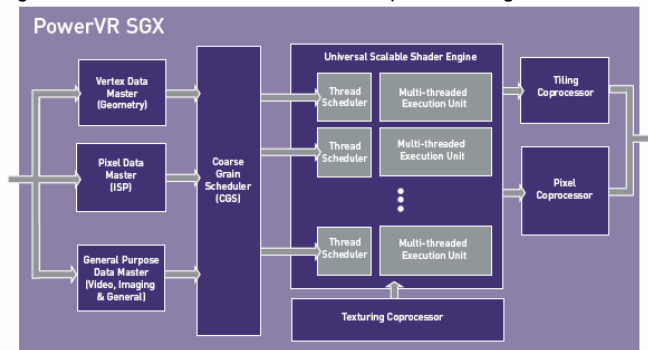 PowerVR SGX
Vertex Data
Master
(Geometry)
Pixel Data
Master
(ISP)
General Purpose
Data Master
(Video, Imaging
& General)
Coarse
Grain
Scheduler
(CGS)
Universal Scalable Shader Engine
Thread
Scheduler
Multi-threaded
Execution Unit
Thread
Scheduler
Multi-threaded
Execution Unit
Thread
Scheduler
Multi-threaded
Execution Unit
Texturing Coprocessor
Tiling
Coprocessor
Pixel
Coprocessor